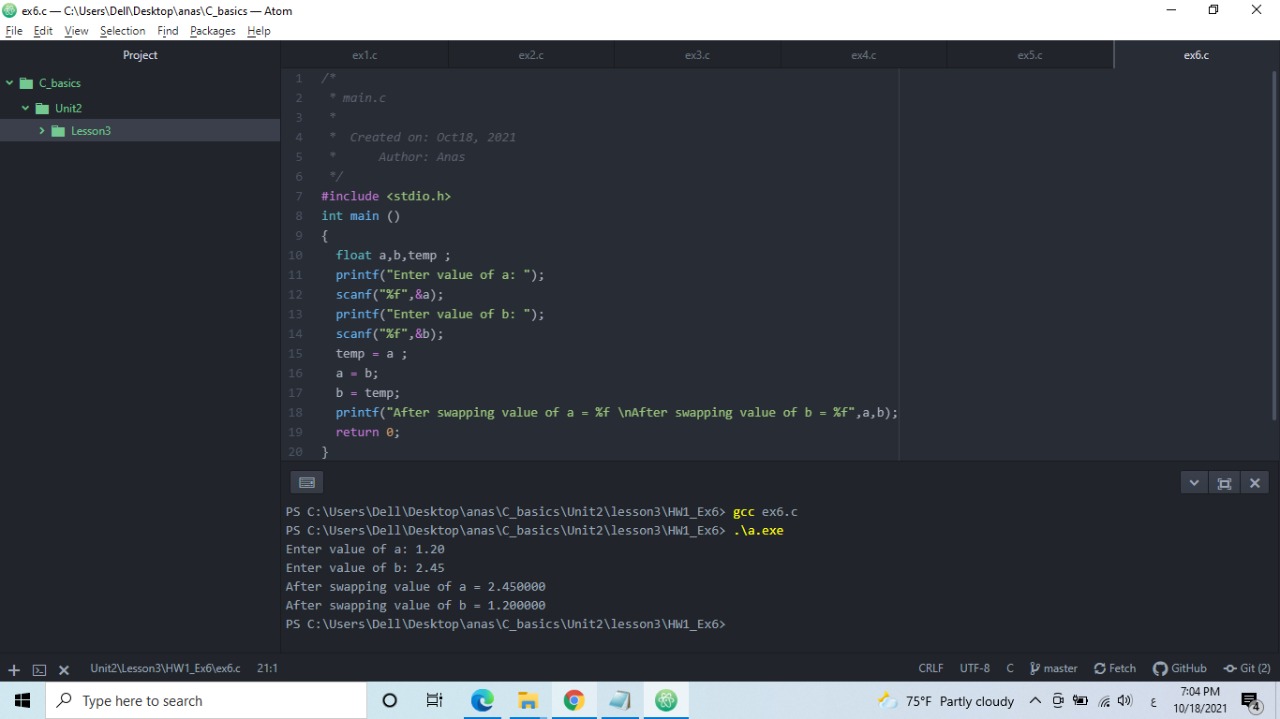 ex6.c — C:\Users\Dell\Desktop\anas\C_basics — Atom
File Edit View Selection Find Packages Help
Project ex1.c ex2.c ex3.c ex4.c ex5.c ex6.c
C_basics
Unit2
Lesson3
1 /*
2 * main.c
3 *
4 * Created on: Oct18, 2021
5 * Author: Anas
6 */
7 #include <stdio.h>
8 int main ()
9 {
10 float a,b,temp ;
11 printf("Enter value of a: ");
12 scanf("%f",&a);
13 printf("Enter value of b: ");
14 scanf("%f",&b);
15 temp = a ;
16 a = b;
17 b = temp;
18 printf("After swapping value of a = %f \nAfter swapping value of b = %f",a,b);
19 return 0;
20 }
PS C:\Users\Dell\Desktop\anas\C_basics\Unit2\lesson3\HW1_Ex6> gcc ex6.c
PS C:\Users\Dell\Desktop\anas\C_basics\Unit2\lesson3\HW1_Ex6> .\a.exe
Enter value of a: 1.20
Enter value of b: 2.45
After swapping value of a = 2.450000
After swapping value of b = 1.200000
PS C:\Users\Dell\Desktop\anas\C_basics\Unit2\lesson3\HW1_Ex6>
Unit2\Lesson3\HW1_Ex6\ex6.c 21:1 CRLF UTF-8 C master Fetch GitHub Git (2)
Type here to search 75°F Partly cloudy ع 7:04 PM
10/18/2021 4